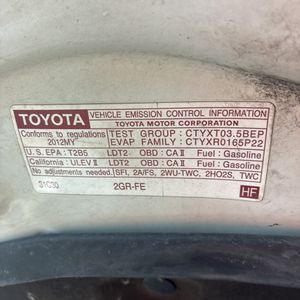 TOYOTA VEHICLE EMISSION CONTROL INFORMATION
TOYOTA MOTOR CORPORATION
Conforms to regulations 2012MY
TEST GROUP : CTYXT03.5BEP
EVAP FAMILY : CTYXR0165P22
U.S. EPA : T2B5 LDT2 OBD : CA II Fuel : Gasoline
California : ULEV II LDT2 OBD : CA II Fuel : Gasoline
No adjustments needed. SFI, 2A/FS, 2WU-TWC, 2HO2S, TWC
2GR-FE HF